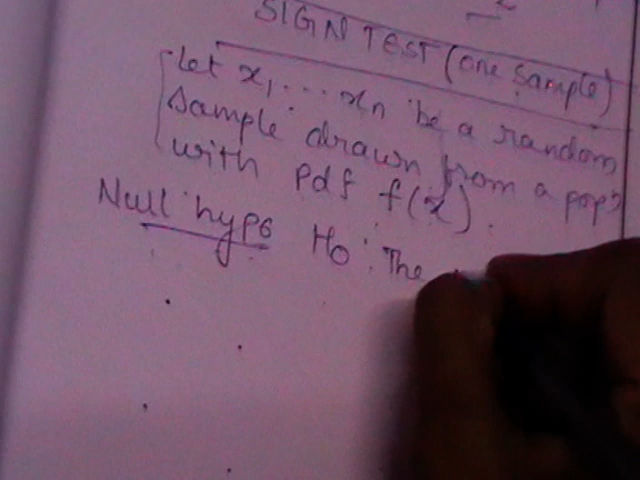 SIGN TEST (one sample)
Let x1, ... xn be a random
sample drawn from a popn
with pdf f(x).
Null hypo H0 : The